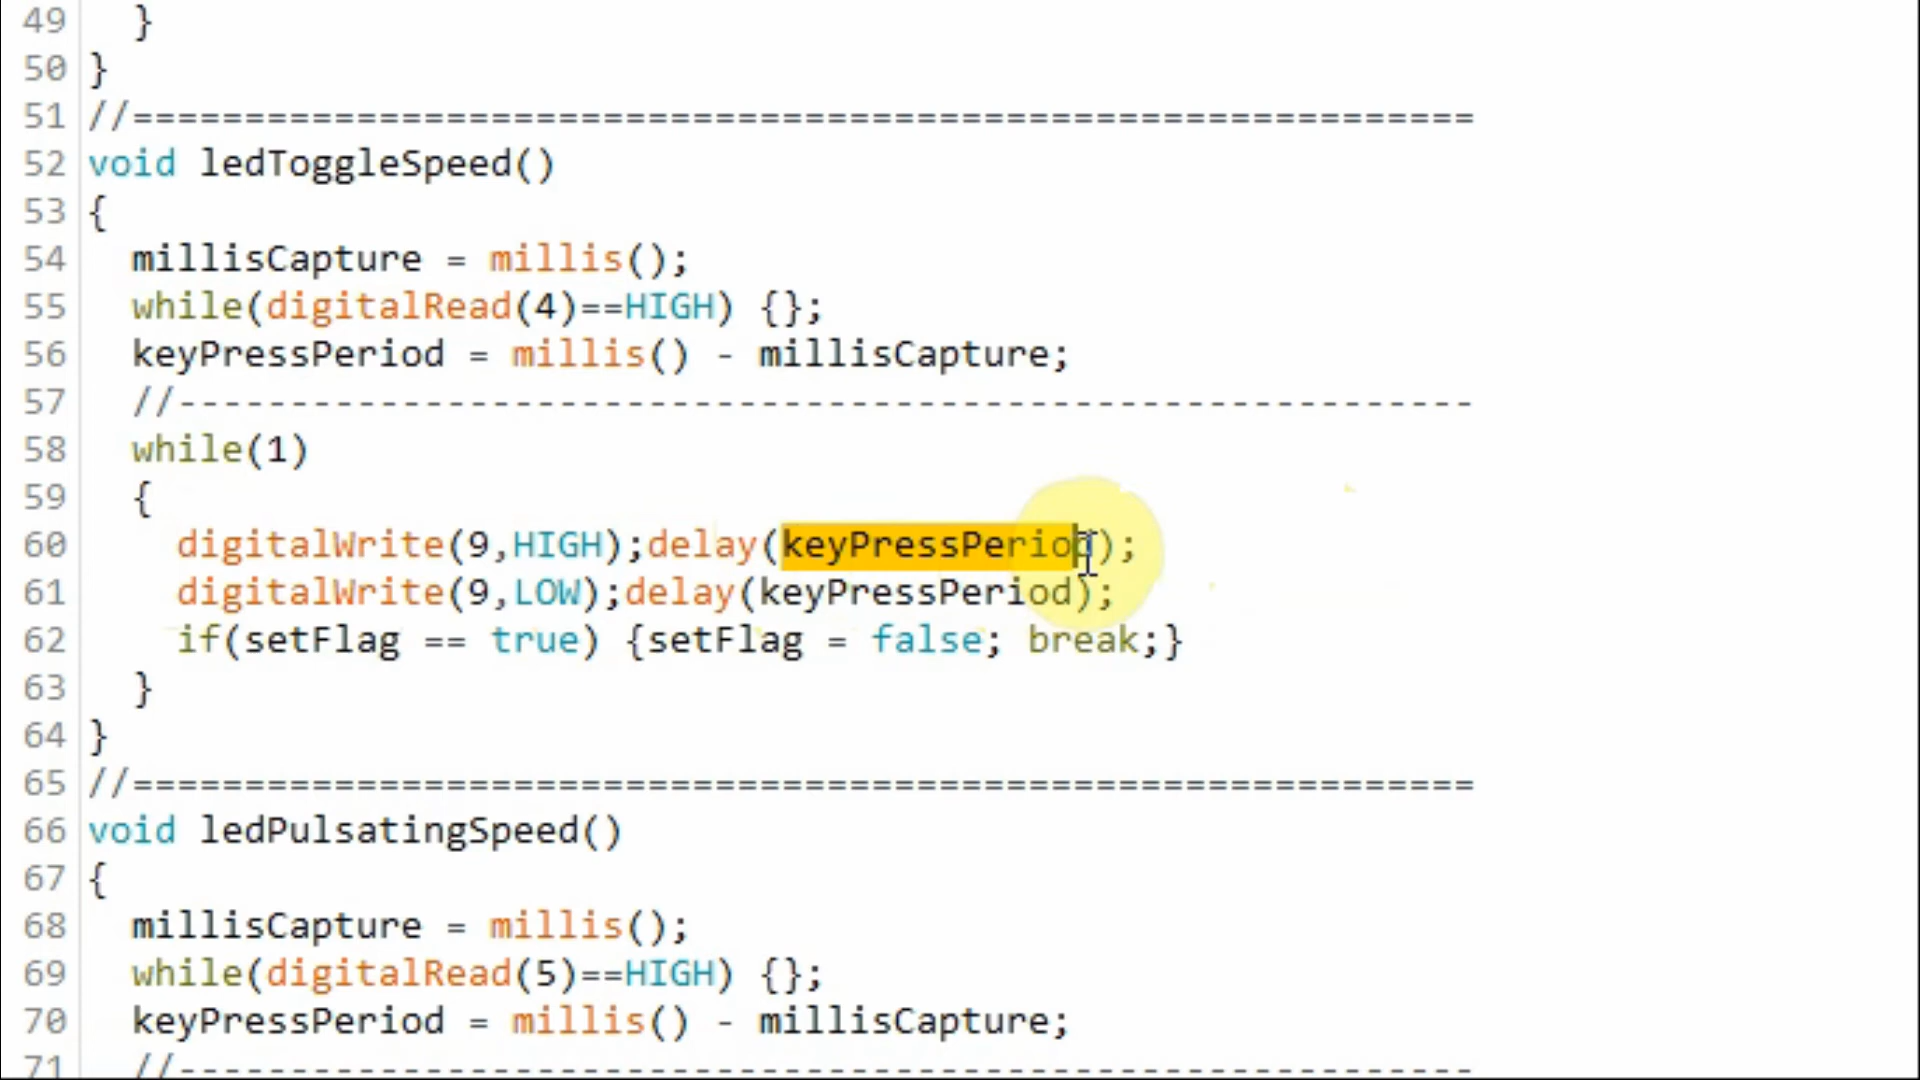 49 }
50 }
51 //============================================================
52 void ledToggleSpeed()
53 {
54 millisCapture = millis();
55 while(digitalRead(4)==HIGH) {};
56 keyPressPeriod = millis() - millisCapture;
57 //----------------------------------------------------------
58 while(1)
59 {
60 digitalWrite(9,HIGH);delay(keyPressPeriod);
61 digitalWrite(9,LOW);delay(keyPressPeriod);
62 if(setFlag == true) {setFlag = false; break;}
63 }
64 }
65 //============================================================
66 void ledPulsatingSpeed()
67 {
68 millisCapture = millis();
69 while(digitalRead(5)==HIGH) {};
70 keyPressPeriod = millis() - millisCapture;
71 //----------------------------------------------------------